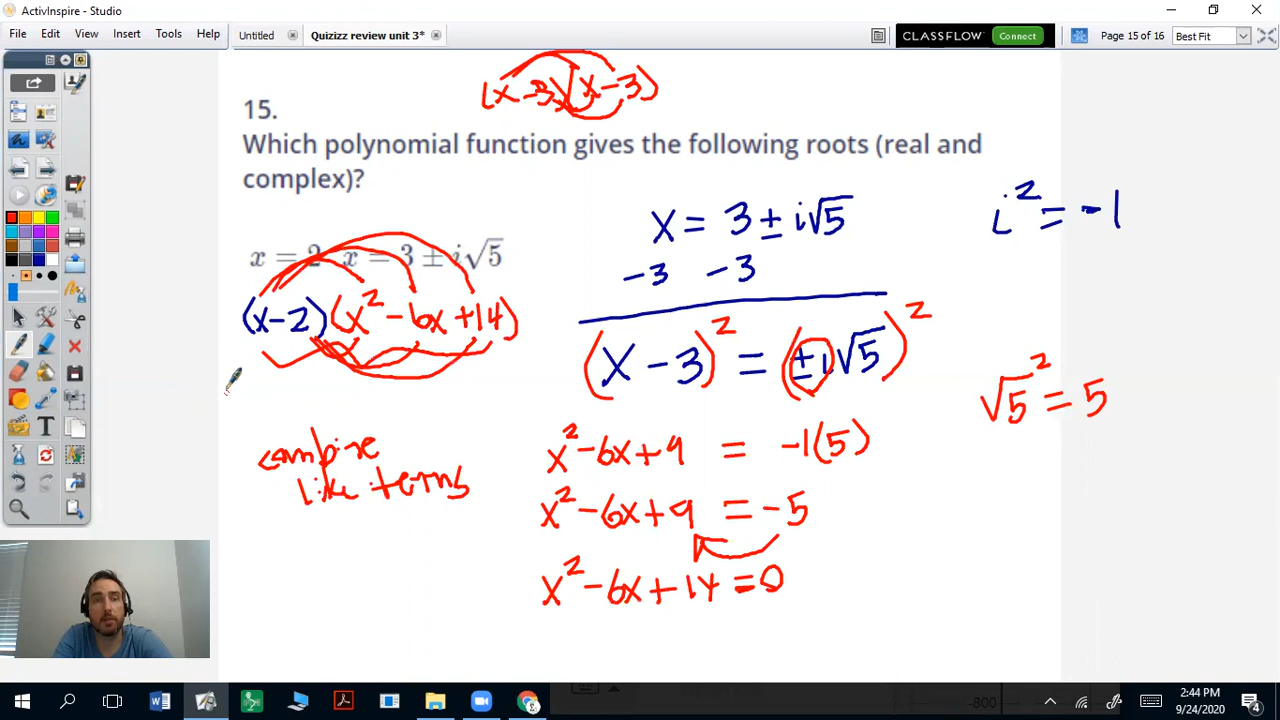 ActivInspire - Studio
File Edit View Insert Tools Help
Untitled
Quizizz review unit 3*
CLASSFLOW Connect
Page 15 of 16
Best Fit
(x-3)(x-3)
15.
Which polynomial function gives the following roots (real and
complex)?
x = 2 x = 3 ± i√5
(x-2)(x²-6x+14)
combine
like terms
x = 3 ± i√5
-3 -3
(x-3)² = (±i√5)²
x²-6x+9 = -1(5)
x²-6x+9 = -5
x²-6x+14=0
i² = -1
√5² = 5
-800
2:44 PM
9/24/2020
4